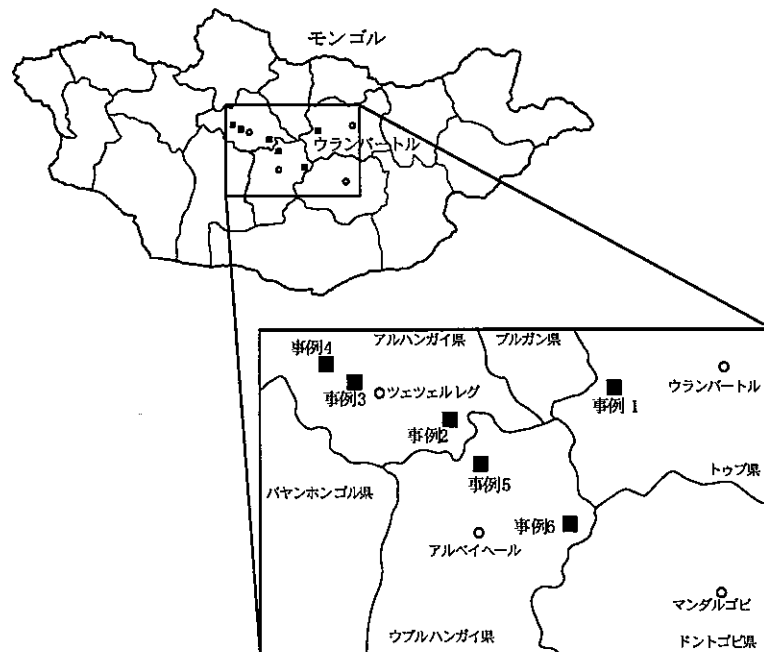 モンゴル
ウランバートル
事例4
アルハンガイ県
ブルガン県
ウランバートル
事例3
ツェツェルレグ
事例1
事例2
トゥブ県
事例5
バヤンホンゴル県
事例6
アルベイヘール
マンダルゴビ
ウブルハンガイ県
ドントゴビ県